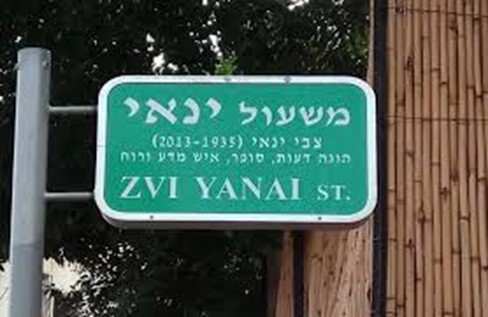 משעול ינאי
צבי ינאי (2013-1935)
הוגה דעות, סופר, איש מדע ורוח
ZVI YANAI ST.